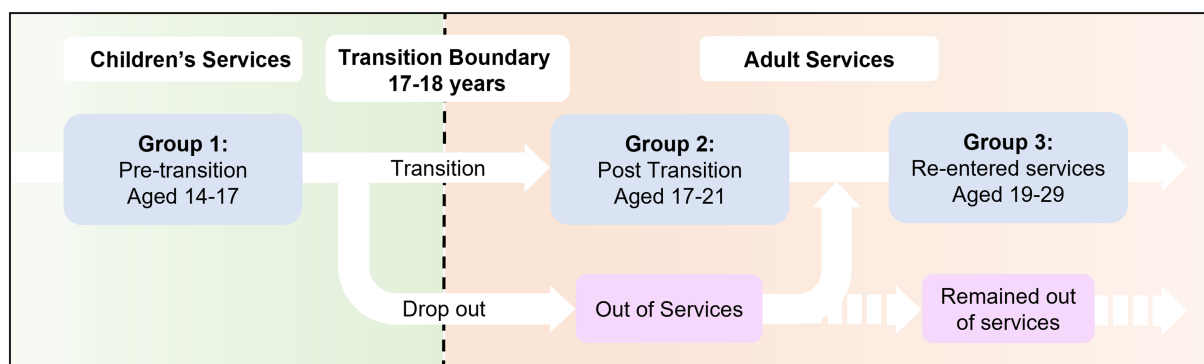 Children’s Services
Transition Boundary
17-18 years
Adult Services
Group 1:
Pre-transition
Aged 14-17
Transition
Group 2:
Post Transition
Aged 17-21
Group 3:
Re-entered services
Aged 19-29
Drop out
Out of Services
Remained out
of services